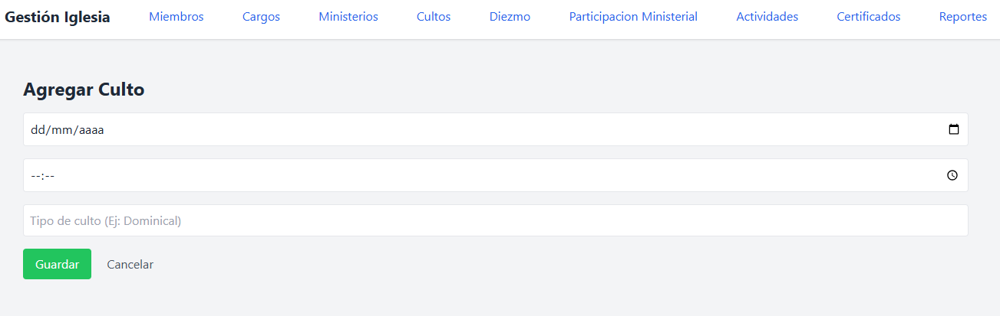 Gestión Iglesia Miembros Cargos Ministerios Cultos Diezmo Participacion Ministerial Actividades Certificados Reportes
Agregar Culto
dd/mm/aaaa
--:--
Tipo de culto (Ej: Dominical)
Guardar Cancelar